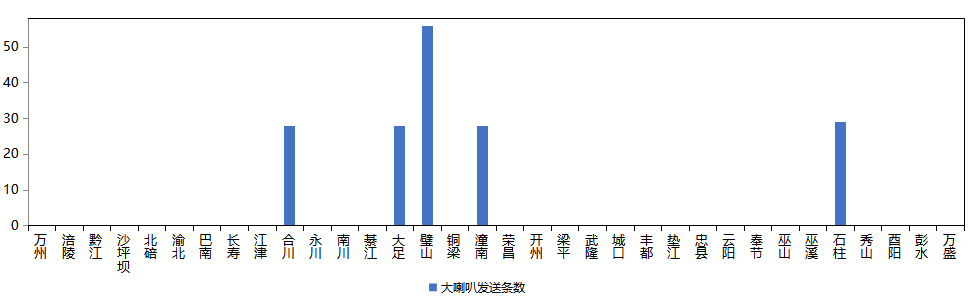 50
40
30
20
10
0
万州
涪陵
黔江
沙坪坝
北碚
渝北
巴南
长寿
江津
合川
永川
南川
綦江
大足
璧山
铜梁
潼南
荣昌
开州
梁平
武隆
城口
丰都
垫江
忠县
云阳
奉节
巫山
巫溪
石柱
秀山
酉阳
彭水
万盛
大喇叭发送条数